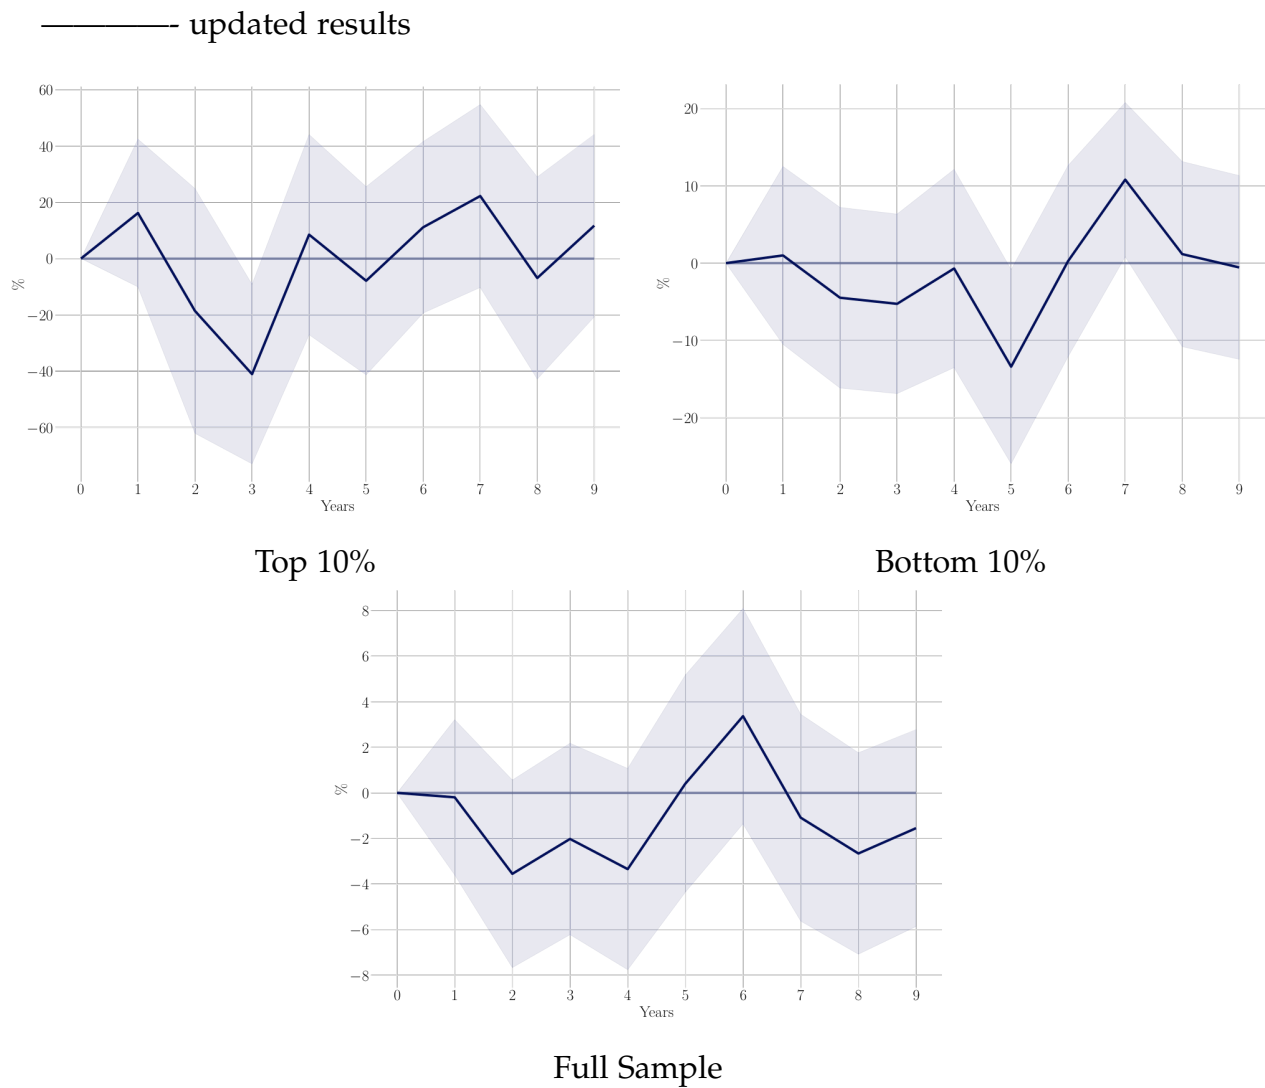 —————- updated results
60
40
20
0
−20
−40
−60
%
0 1 2 3 4 5 6 7 8 9
Years
Top 10%
20
10
0
−10
−20
%
0 1 2 3 4 5 6 7 8 9
Years
Bottom 10%
8
6
4
2
0
−2
−4
−6
−8
%
0 1 2 3 4 5 6 7 8 9
Years
Full Sample